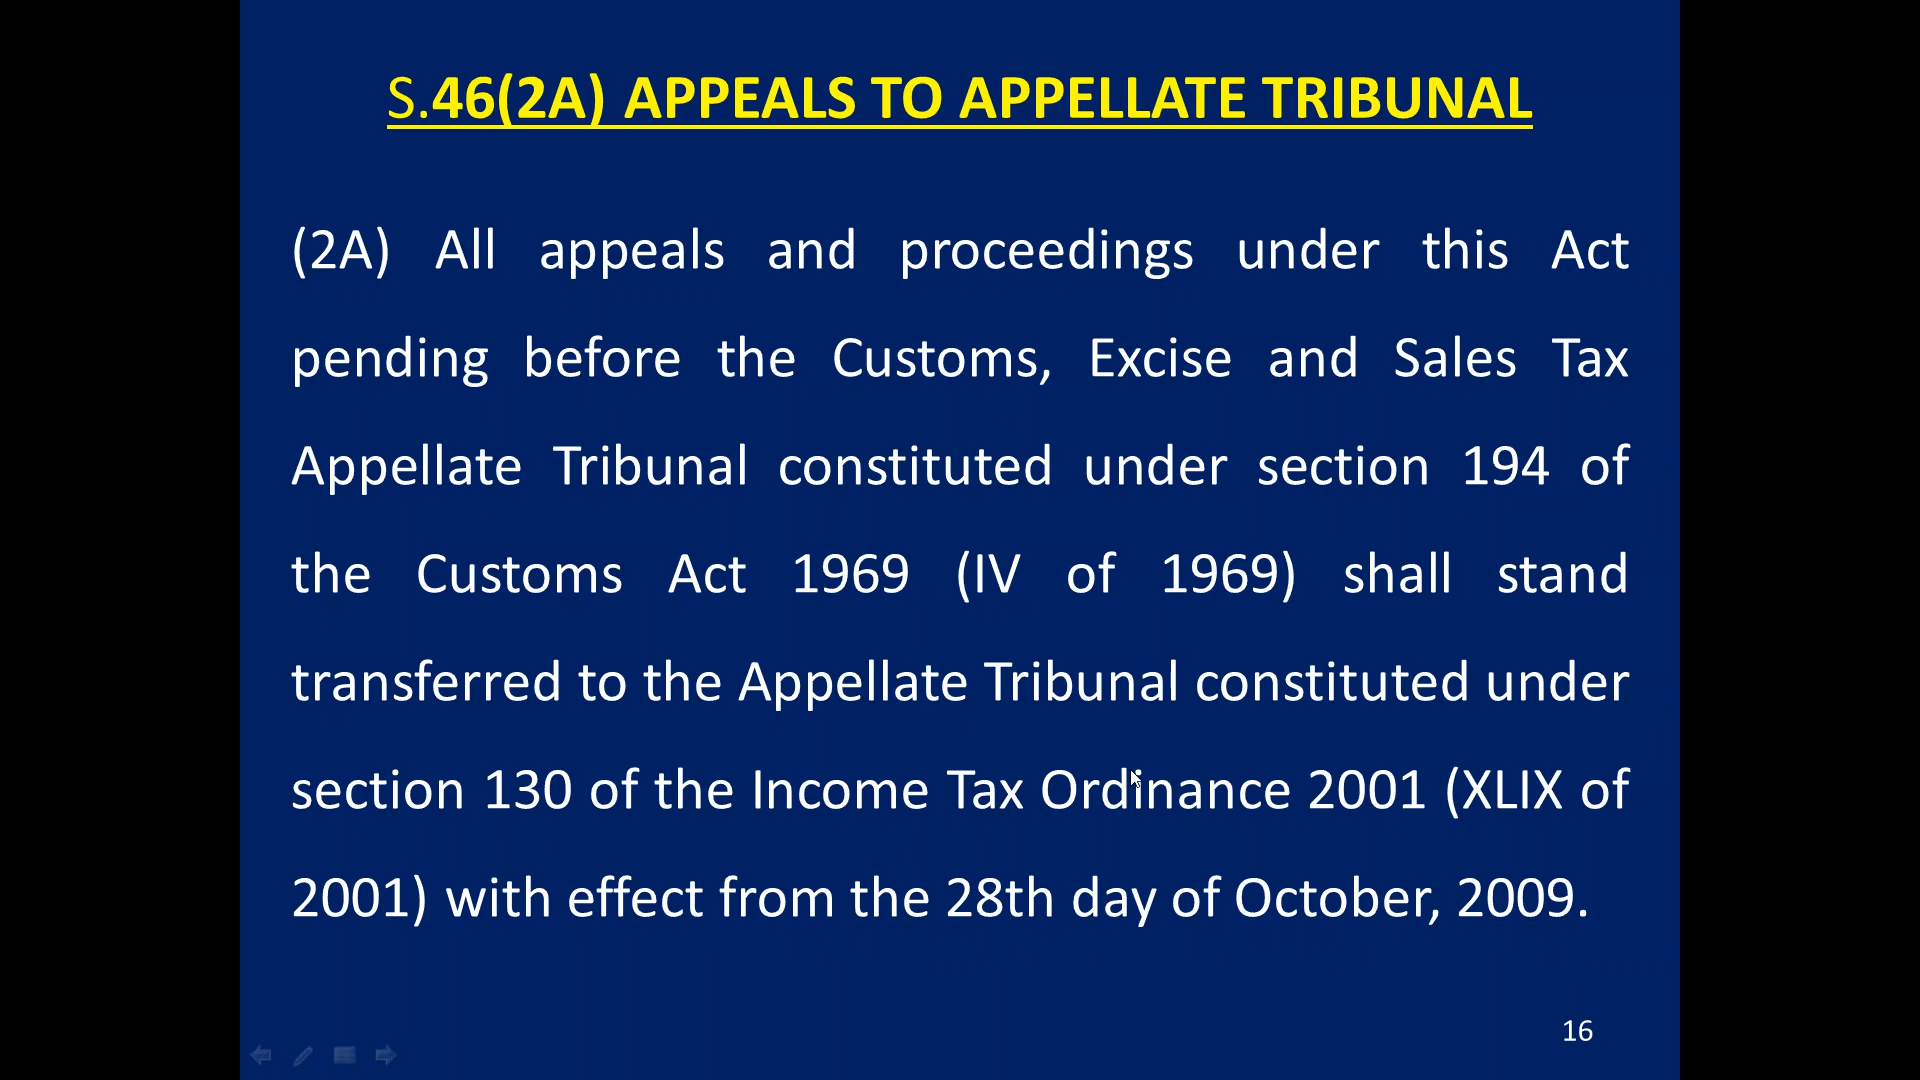 S.46(2A) APPEALS TO APPELLATE TRIBUNAL
(2A) All appeals and proceedings under this Act
pending before the Customs, Excise and Sales Tax
Appellate Tribunal constituted under section 194 of
the Customs Act 1969 (IV of 1969) shall stand
transferred to the Appellate Tribunal constituted under
section 130 of the Income Tax Ordinance 2001 (XLIX of
2001) with effect from the 28th day of October, 2009.
16